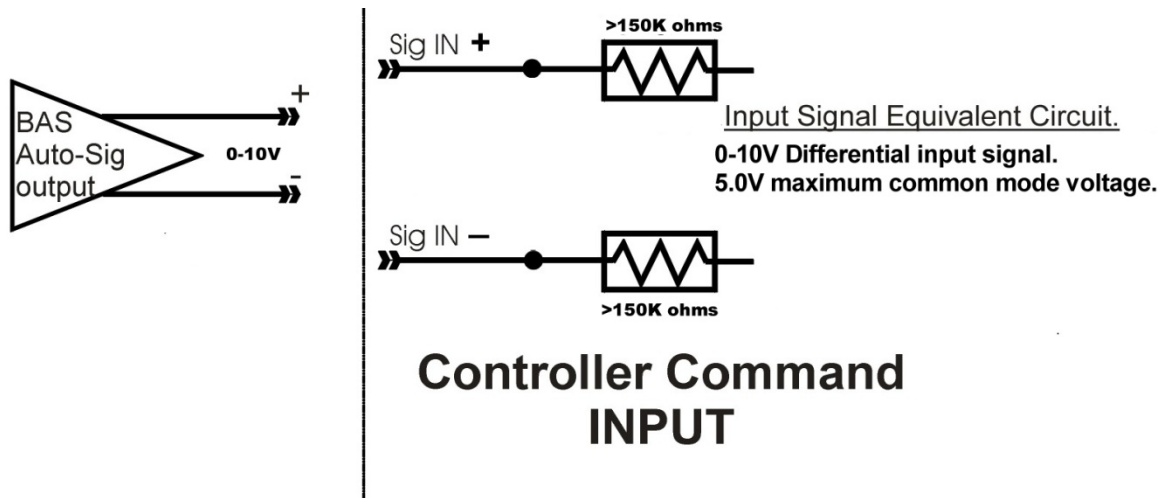 BAS
Auto-Sig
output
+
0-10V
-
Sig IN +
>150K ohms
Input Signal Equivalent Circuit.
0-10V Differential input signal.
5.0V maximum common mode voltage.
Sig IN −
>150K ohms
Controller Command
INPUT